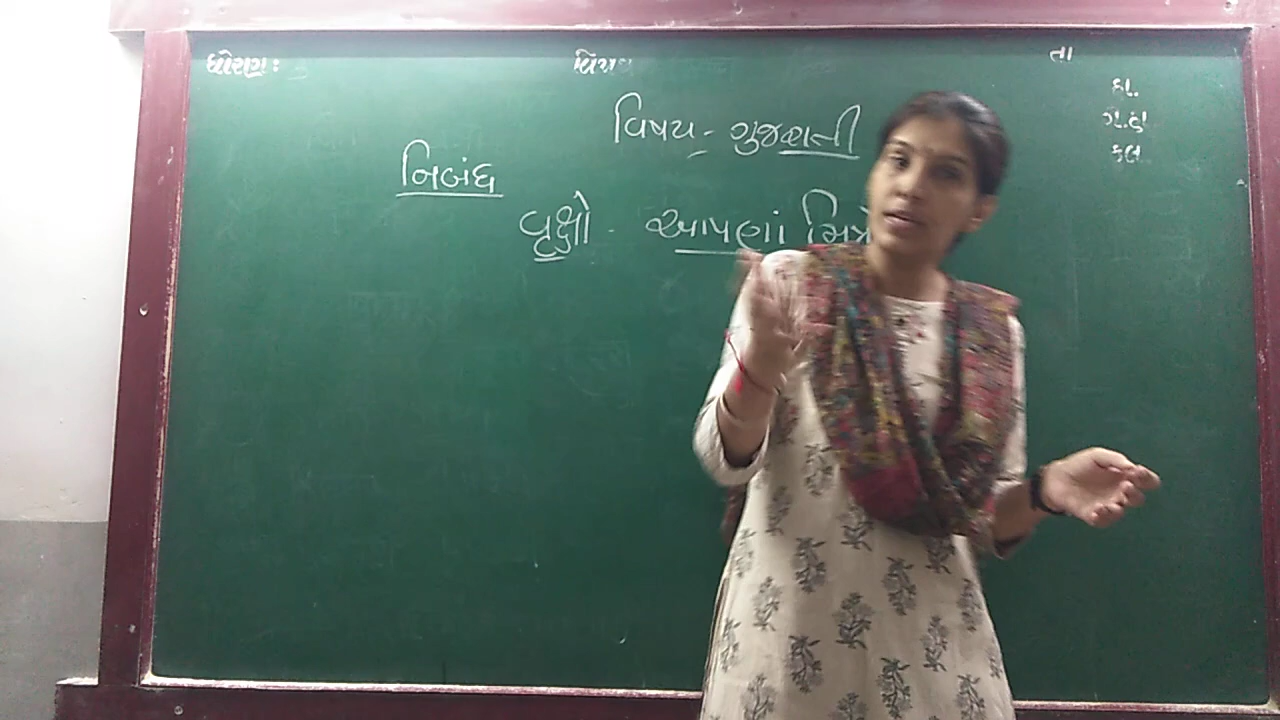 ધોરણ :
વિષય
તા
હા.
ગે.હા
કુલ
વિષય - ગુજરાતી
નિબંધ
વૃક્ષો - આપણાં મિત્રો